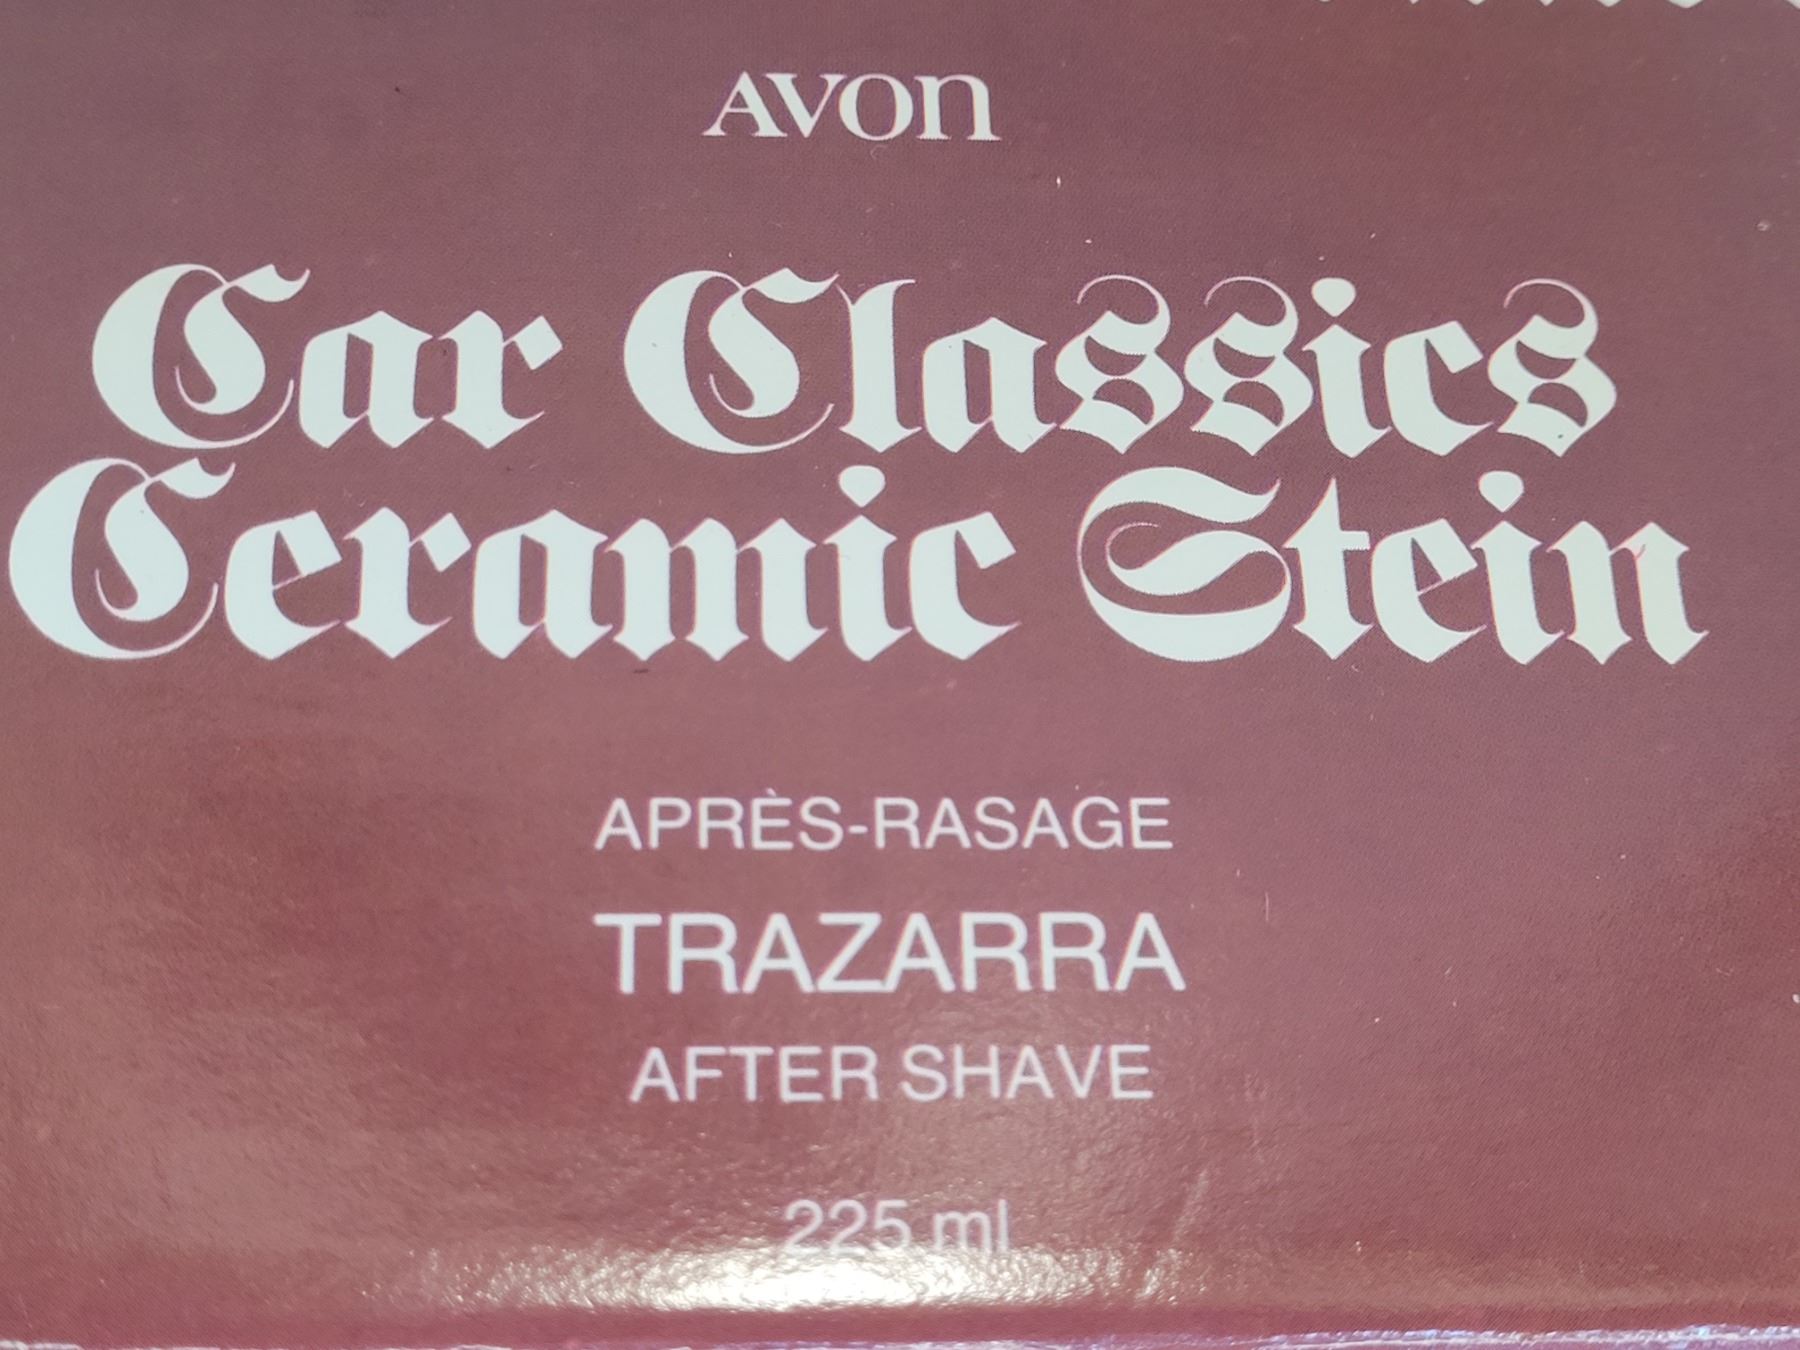 AVON
Car Classics
Ceramic Stein
APRÈS-RASAGE
TRAZARRA
AFTER SHAVE
225 ml